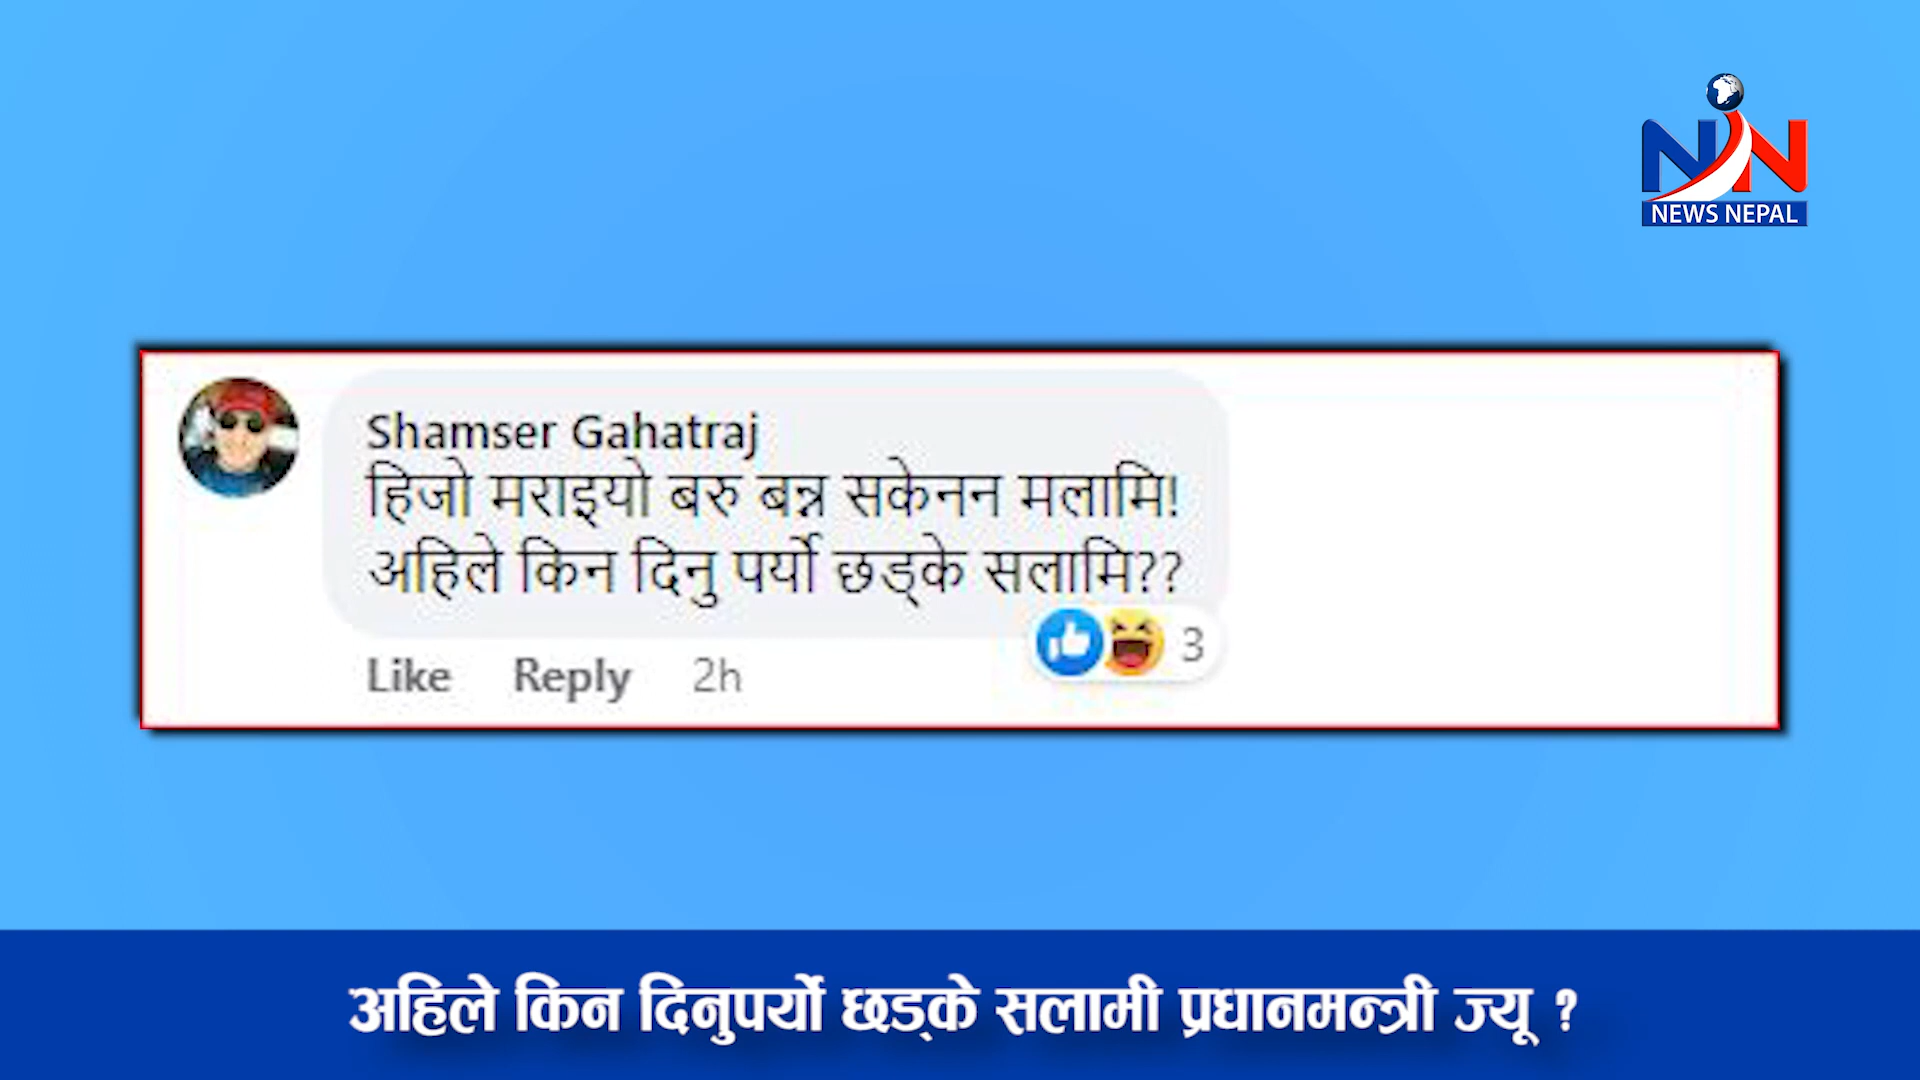 NN
NEWS NEPAL
Shamser Gahatraj
हिजो मराइयो बरु बन्न सकेनन मलामि!
अहिले किन दिनु पर्यो छड्के सलामि??
3
Like Reply 2h
अहिले किन दिनुपर्यो छड्के सलामी प्रधानमन्त्री ज्यू ?